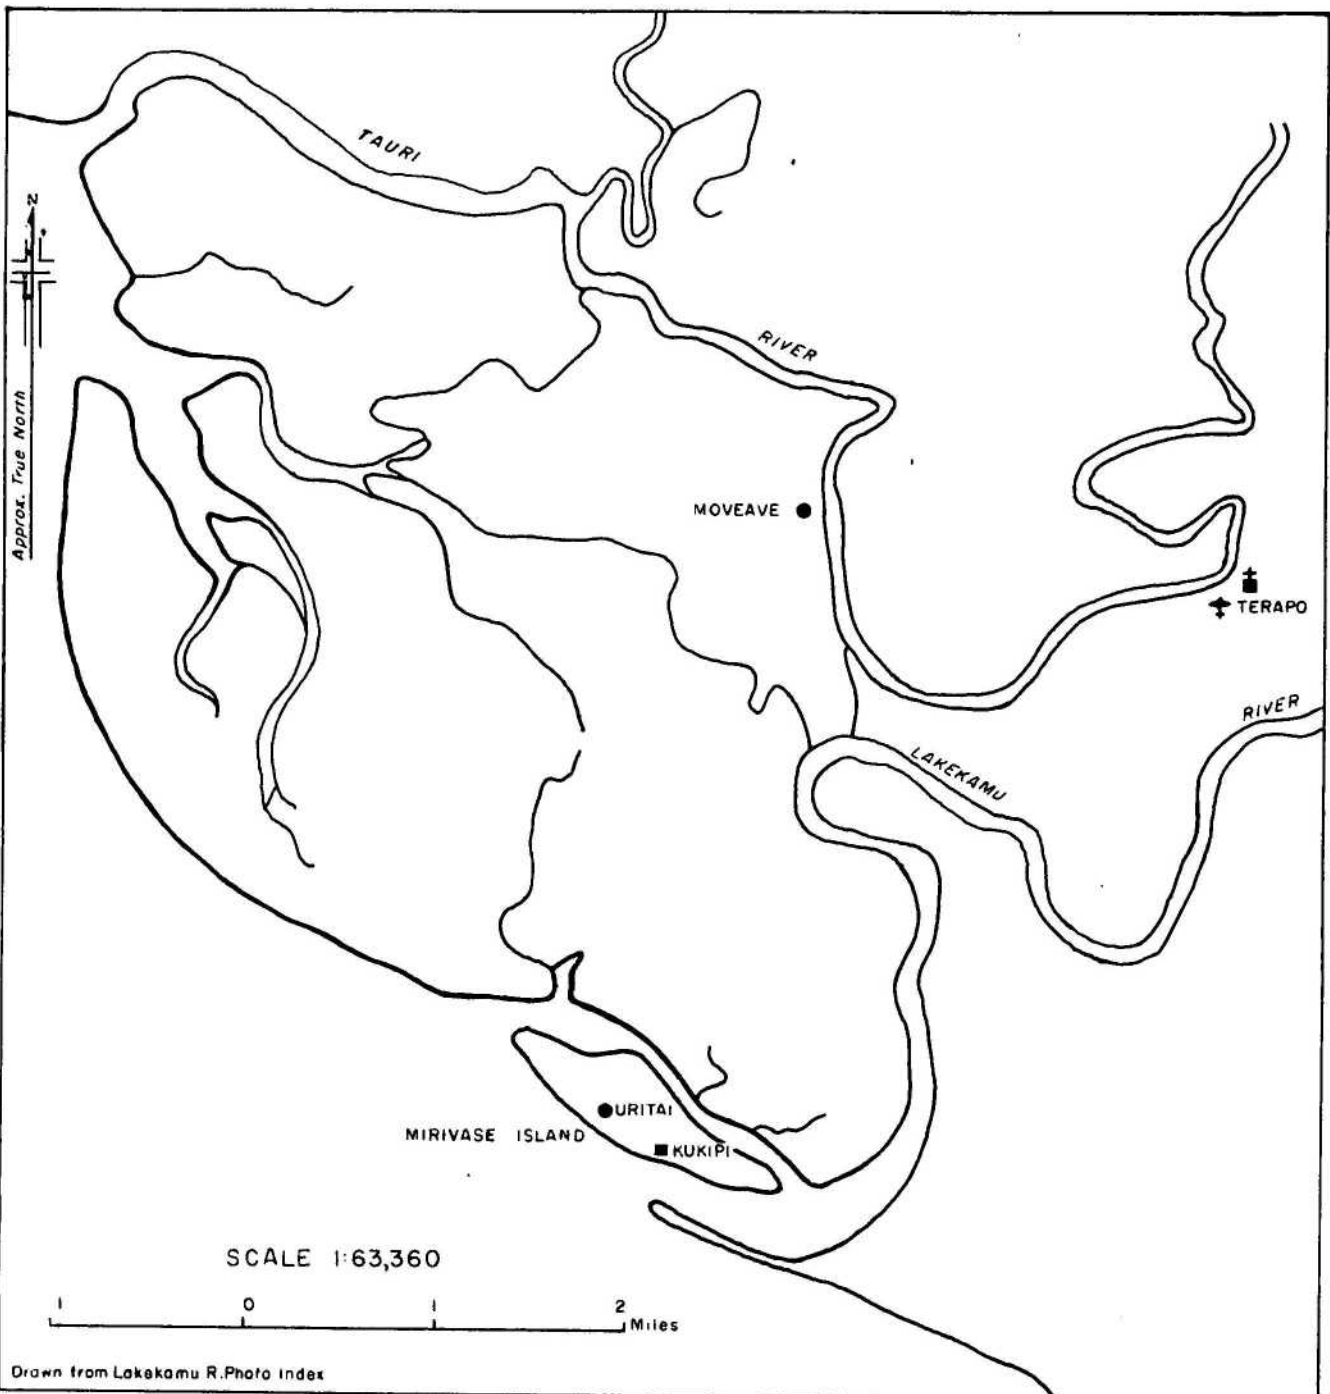 TAURI
N
RIVER
Approx. True North
MOVEAVE
TERAPO
RIVER
LAKEKAMU
URITAI
MIRIVASE ISLAND
KUKIPI
SCALE 1:63,360
1 0 1 2 Miles
Drawn from Lakekamu R. Photo Index